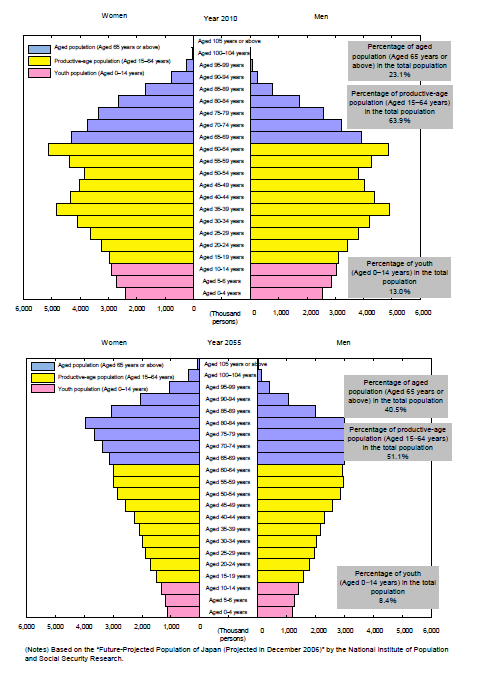 Women
Year 2010
Men
Aged population (Aged 65 years or above)
Productive-age population (Aged 15–64 years)
Youth population (Aged 0–14 years)
Aged 105 years or above
Aged 100–104 years
Aged 95-99 years
Aged 90-94 years
Aged 85-89 years
Aged 80-84 years
Aged 75-79 years
Aged 70-74 years
Aged 65-69 years
Aged 60-64 years
Aged 55-59 years
Aged 50-54 years
Aged 45-49 years
Aged 40-44 years
Aged 35-39 years
Aged 30-34 years
Aged 25-29 years
Aged 20-24 years
Aged 15-19 years
Aged 10-14 years
Aged 5-6 years
Aged 0-4 years
Percentage of aged
population (Aged 65 years or
above) in the total population
23.1%
Percentage of productive-age
population (Aged 15–64 years)
in the total population
63.9%
Percentage of youth
(Aged 0–14 years) in the total
population
13.0%
6,000 5,000 4,000 3,000 2,000 1,000 0
(Thousand
persons)
0 1,000 2,000 3,000 4,000 5,000 6,000
Women
Year 2055
Men
Aged population (Aged 65 years or above)
Productive-age population (Aged 15–64 years)
Youth population (Aged 0–14 years)
Aged 105 years or above
Aged 100–104 years
Aged 95-99 years
Aged 90-94 years
Aged 85-89 years
Aged 80-84 years
Aged 75-79 years
Aged 70-74 years
Aged 65-69 years
Aged 60-64 years
Aged 55-59 years
Aged 50-54 years
Aged 45-49 years
Aged 40-44 years
Aged 35-39 years
Aged 30-34 years
Aged 25-29 years
Aged 20-24 years
Aged 15-19 years
Aged 10-14 years
Aged 5-6 years
Aged 0-4 years
Percentage of aged
population (Aged 65 years or
above) in the total population
40.5%
Percentage of productive-age
population (Aged 15–64 years)
in the total population
51.1%
Percentage of youth
(Aged 0–14 years) in the total
population
8.4%
6,000 5,000 4,000 3,000 2,000 1,000 0
(Thousand
persons)
0 1,000 2,000 3,000 4,000 5,000 6,000
(Notes) Based on the "Future-Projected Population of Japan (Projected in December 2006)" by the National Institute of Population
and Social Security Research.